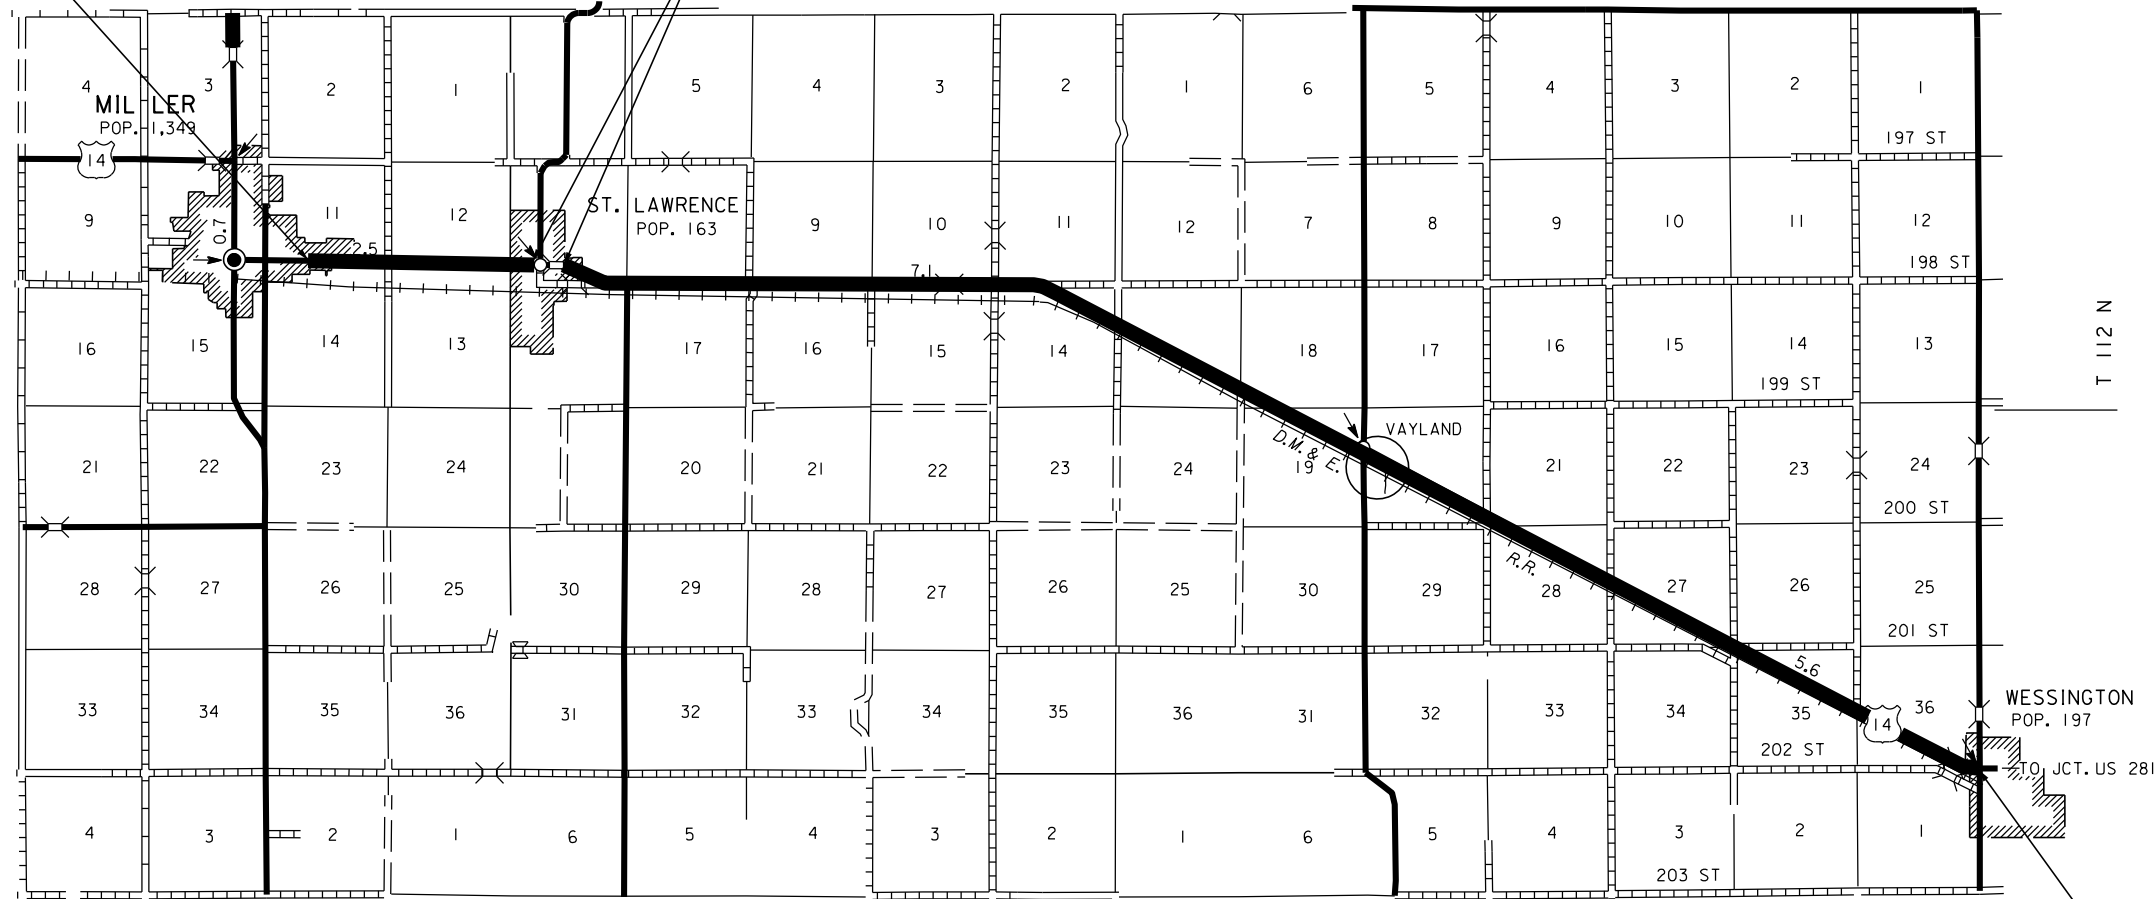 4 3 2 1 5 4 3 2 1 6 5 4 3 2 1
MILLER
POP. 1,349
197 ST
14
ST. LAWRENCE
POP. 163
9 11 12 9 10 11 12 7 8 9 10 11 12
0.7
2.5
7.1
198 ST
T 112 N
16 15 14 13 17 16 15 14 18 17 16 15 14 13
199 ST
VAYLAND
D.M. & E.
R.R.
21 22 23 24 20 21 22 23 24 19 21 22 23 24
200 ST
28 27 26 25 30 29 28 27 26 25 30 29 28 27 26 25
201 ST
5.6
33 34 35 36 31 32 33 34 35 36 31 32 33 34 35 36
14
WESSINGTON
POP. 197
202 ST
TO JCT. US 281
4 3 2 1 6 5 4 3 2 1 6 5 4 3 2 1
203 ST